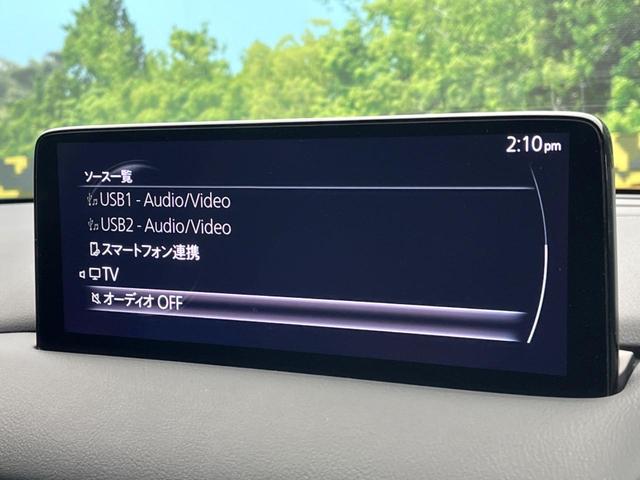 2:10pm
ソース一覧
USB1 - Audio/Video
USB2 - Audio/Video
スマートフォン連携
TV
オーディオ OFF